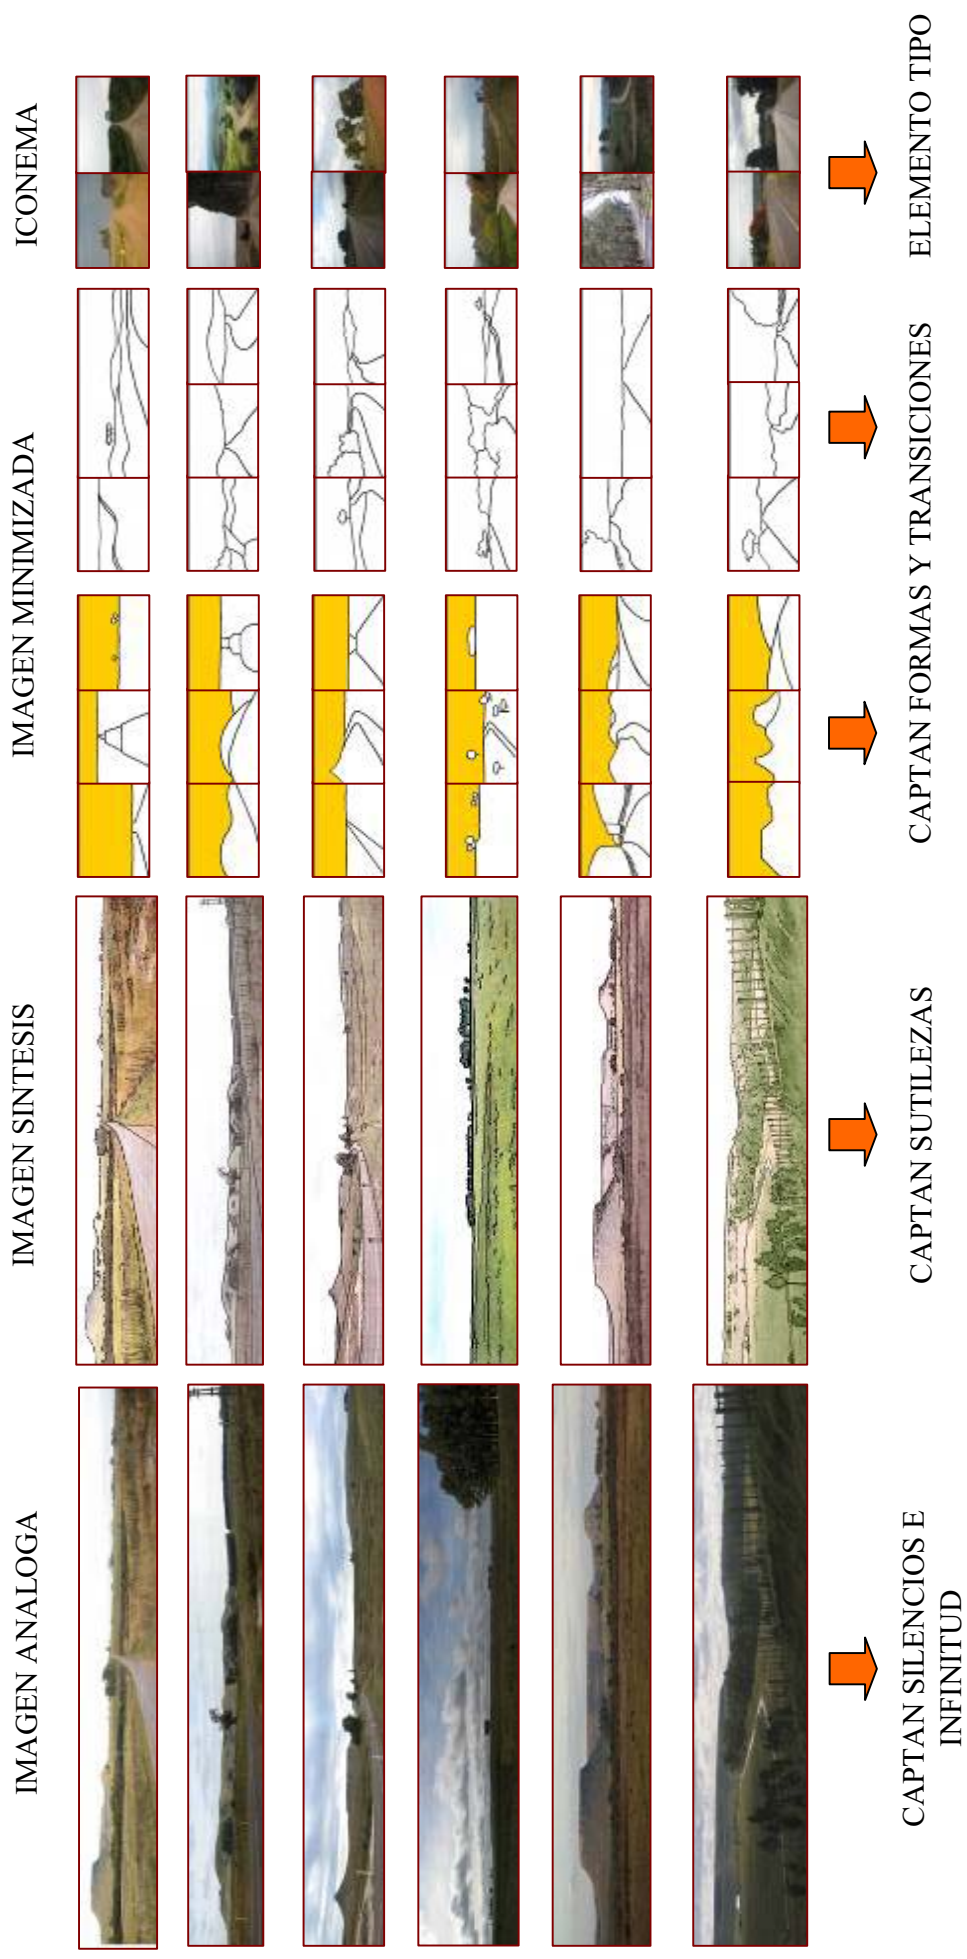 IMAGEN ANALOGA
IMAGEN SINTESIS
IMAGEN MINIMIZADA
ICONEMA
CAPTAN SILENCIOS E
INFINITUD
CAPTAN SUTILEZAS
CAPTAN FORMAS Y TRANSICIONES
ELEMENTO TIPO